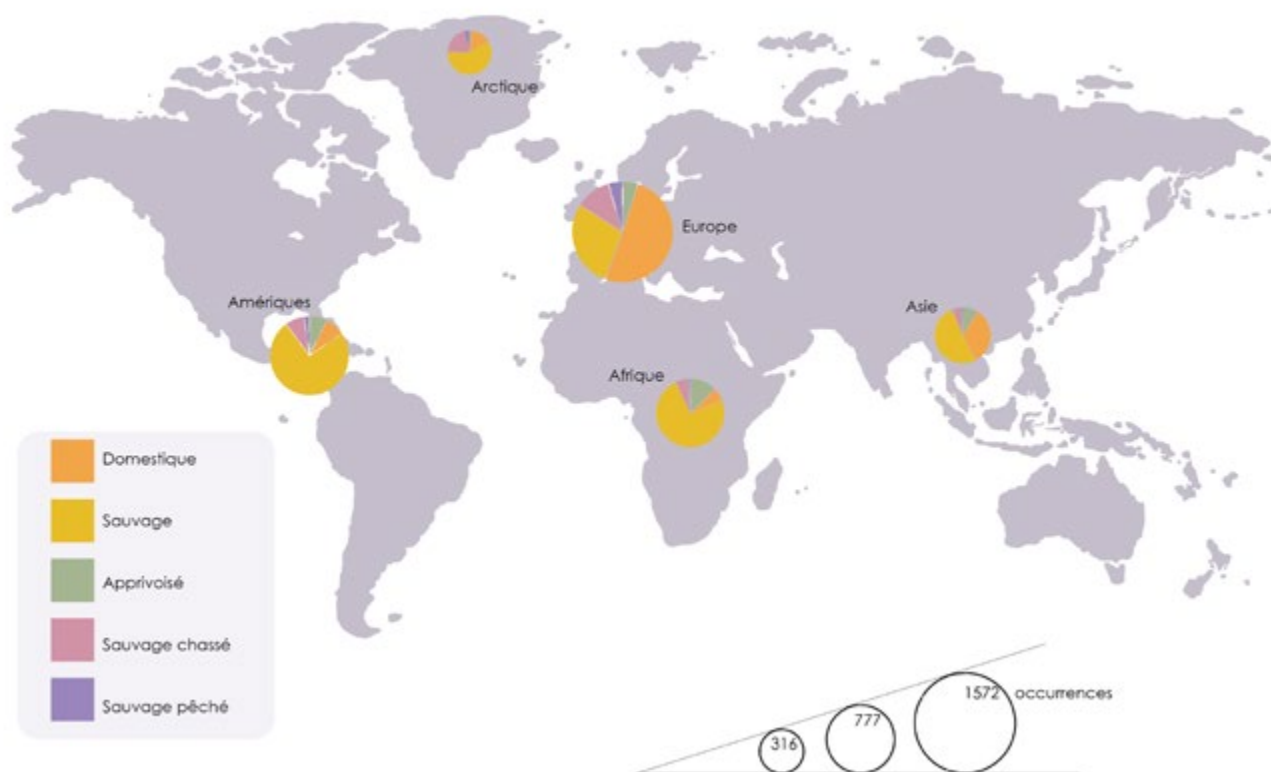 Arctique
Europe
Amériques
Asie
Afrique
Domestique
Sauvage
Apprivoisé
Sauvage chassé
Sauvage pêché
1572 occurrences
777
316